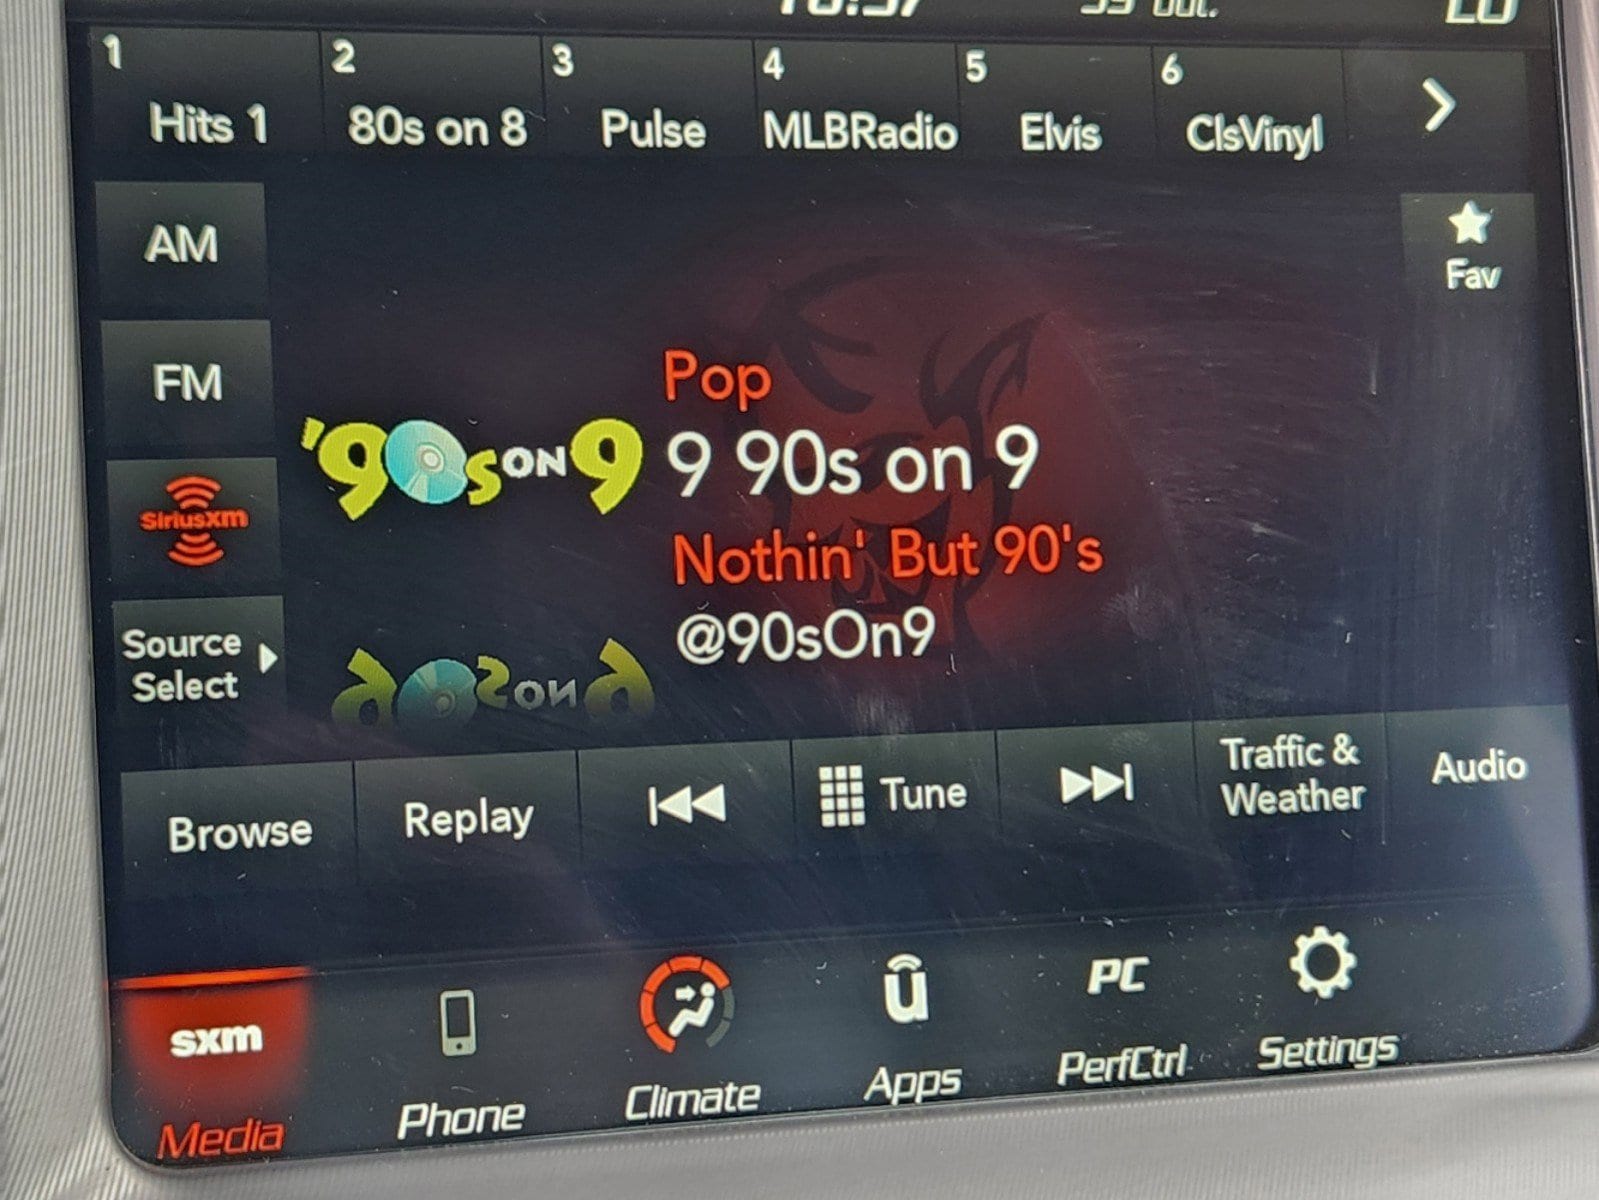 1 Hits 1
2 80s on 8
3 Pulse
4 MLBRadio
5 Elvis
6 ClsVinyl
AM
Fav
FM
Pop
'90s ON 9
9 90s on 9
siriusxm
Nothin' But 90's
@90sOn9
Source
Select
Browse
Replay
Tune
Traffic &
Weather
Audio
sxm
Media
Phone
Climate
u
Apps
PC
PerfCtrl
Settings